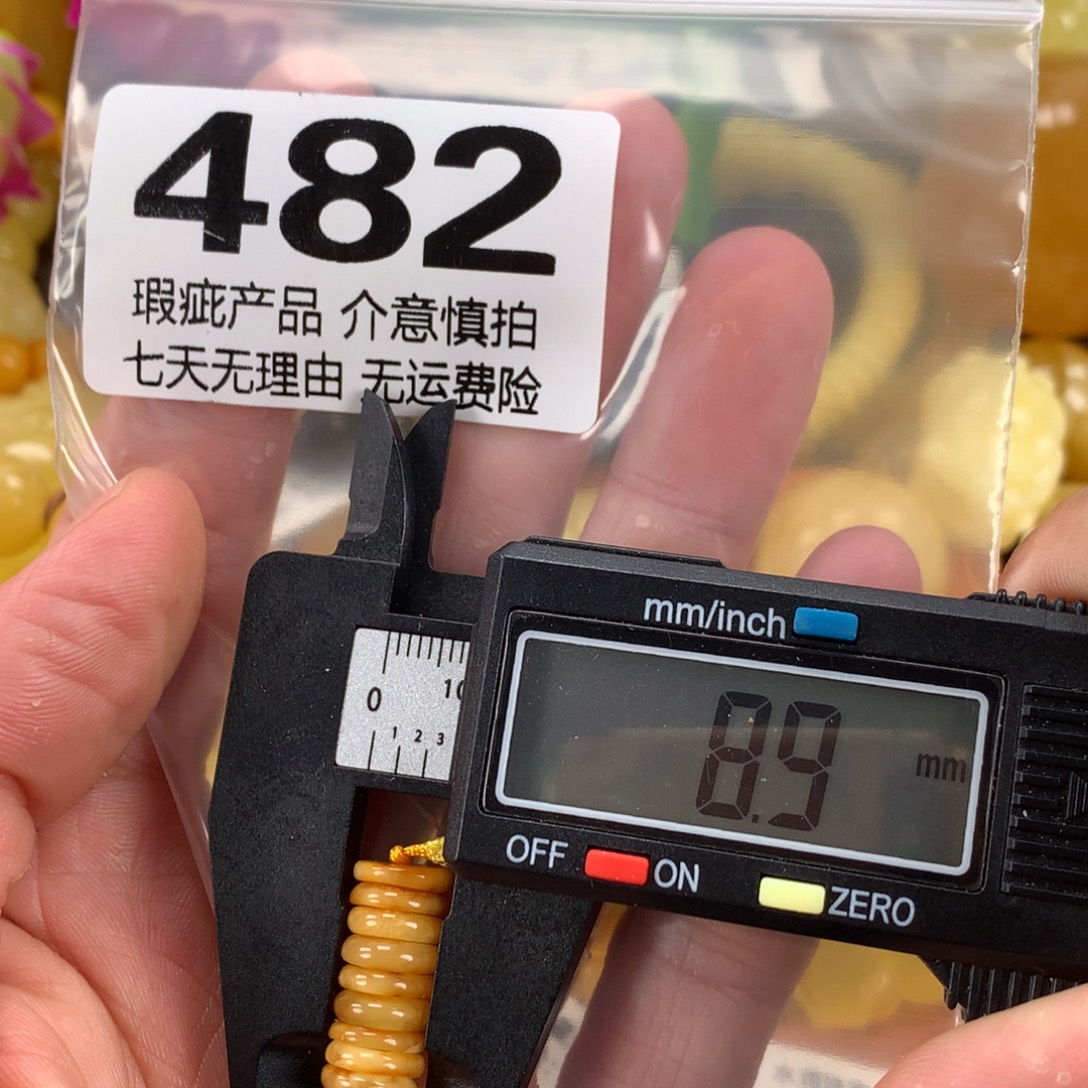 482
瑕疵产品 介意慎拍
七天无理由 无运费险
mm/inch
0 10
1 2 3
8.9 mm
OFF ON ZERO